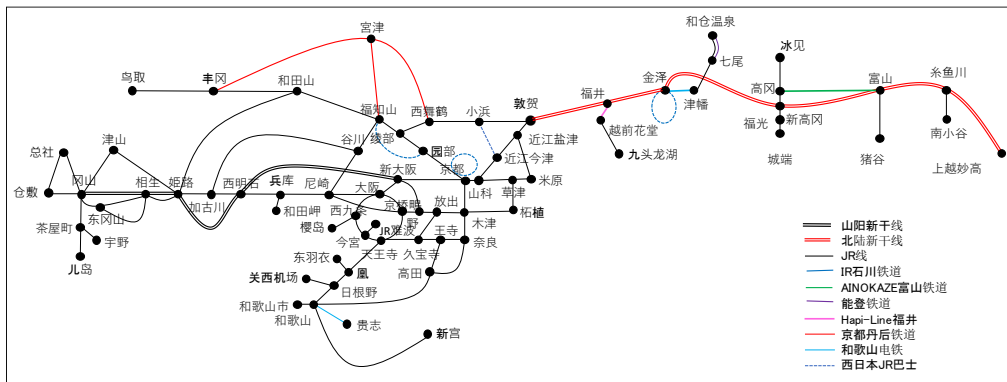 宮津
和仓温泉
七尾
冰见
鸟取
丰冈
和田山
福知山
西舞鹤
小浜
敦贺
福井
金泽
津幡
高冈
新高冈
富山
糸鱼川
福光
城端
越前花堂
九头龙湖
猪谷
南小谷
上越妙高
绫部
园部
京都
近江盐津
近江今津
总社
津山
谷川
新大阪
山科
米原
草津
柘植
仓敷
冈山
相生
姬路
加古川
西明石
兵库
和田岬
尼崎
大阪
京桥
鴫野
放出
木津
东冈山
西九条
樱岛
今宫
JR难波
天王寺
久宝寺
王寺
奈良
茶屋町
宇野
儿岛
东羽衣
凰
高田
关西机场
日根野
和歌山市
和歌山
贵志
新宫
山阳新干线
北陆新干线
JR线
IR石川铁道
AINOKAZE富山铁道
能登铁道
Hapi-Line福井
京都丹后铁道
和歌山电铁
西日本JR巴士